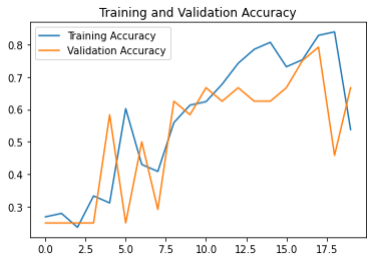 Training and Validation Accuracy
Training Accuracy
Validation Accuracy
0.8
0.7
0.6
0.5
0.4
0.3
0.0 2.5 5.0 7.5 10.0 12.5 15.0 17.5